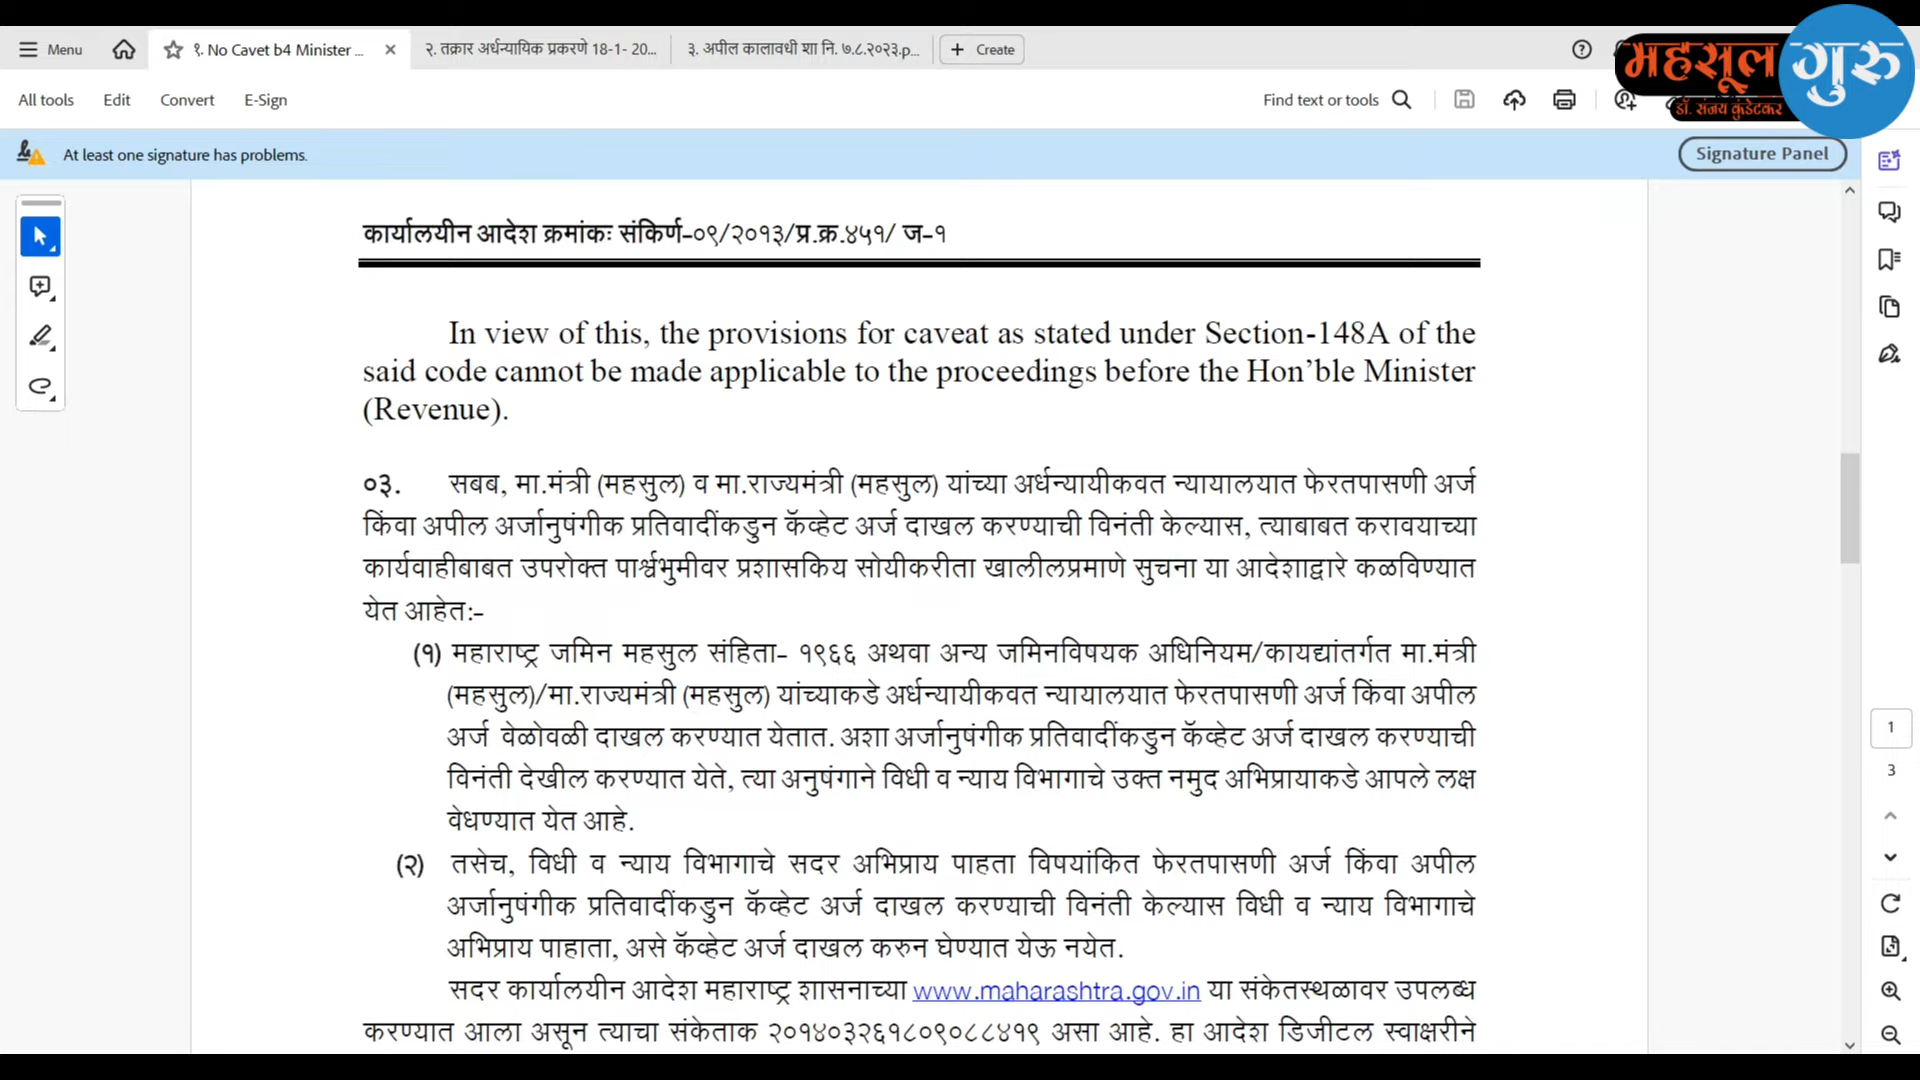 Menu
१. No Cavet b4 Minister ...
२. तक्रार अर्धन्यायिक प्रकरणे 18-1- 20...
३. अपील कालावधी शा नि. ७.८.२०२३.p...
Create
महसूल गुरु
डॉ. संजय कुंडेटकर
All tools Edit Convert E-Sign
Find text or tools
At least one signature has problems.
Signature Panel
कार्यालयीन आदेश क्रमांकः संकिर्ण-०९/२०१३/प्र.क्र.४५१/ ज-१
In view of this, the provisions for caveat as stated under Section-148A of the
said code cannot be made applicable to the proceedings before the Hon'ble Minister
(Revenue).
०३. सबब, मा.मंत्री (महसुल) व मा.राज्यमंत्री (महसुल) यांच्या अर्धन्यायीकवत न्यायालयात फेरतपासणी अर्ज
किंवा अपील अर्जानुषंगीक प्रतिवादींकडुन कॅव्हेट अर्ज दाखल करण्याची विनंती केल्यास, त्याबाबत करावयाच्या
कार्यवाहीबाबत उपरोक्त पार्श्वभुमीवर प्रशासकिय सोयीकरीता खालीलप्रमाणे सुचना या आदेशाद्वारे कळविण्यात
येत आहेत:-
(१) महाराष्ट्र जमिन महसुल संहिता- १९६६ अथवा अन्य जमिनविषयक अधिनियम/कायद्यांतर्गत मा.मंत्री
(महसुल)/मा.राज्यमंत्री (महसुल) यांच्याकडे अर्धन्यायीकवत न्यायालयात फेरतपासणी अर्ज किंवा अपील
अर्ज वेळोवळी दाखल करण्यात येतात. अशा अर्जानुषंगीक प्रतिवादींकडुन कॅव्हेट अर्ज दाखल करण्याची
विनंती देखील करण्यात येते, त्या अनुषंगाने विधी व न्याय विभागाचे उक्त नमुद अभिप्रायाकडे आपले लक्ष
वेधण्यात येत आहे.
(२) तसेच, विधी व न्याय विभागाचे सदर अभिप्राय पाहता विषयांकित फेरतपासणी अर्ज किंवा अपील
अर्जानुषंगीक प्रतिवादींकडुन कॅव्हेट अर्ज दाखल करण्याची विनंती केल्यास विधी व न्याय विभागाचे
अभिप्राय पाहाता, असे कॅव्हेट अर्ज दाखल करुन घेण्यात येऊ नयेत.
सदर कार्यालयीन आदेश महाराष्ट्र शासनाच्या www.maharashtra.gov.in या संकेतस्थळावर उपलब्ध
करण्यात आला असून त्याचा संकेताक २०१४०३२६१८०९०८८४१९ असा आहे. हा आदेश डिजीटल स्वाक्षरीने
1
3